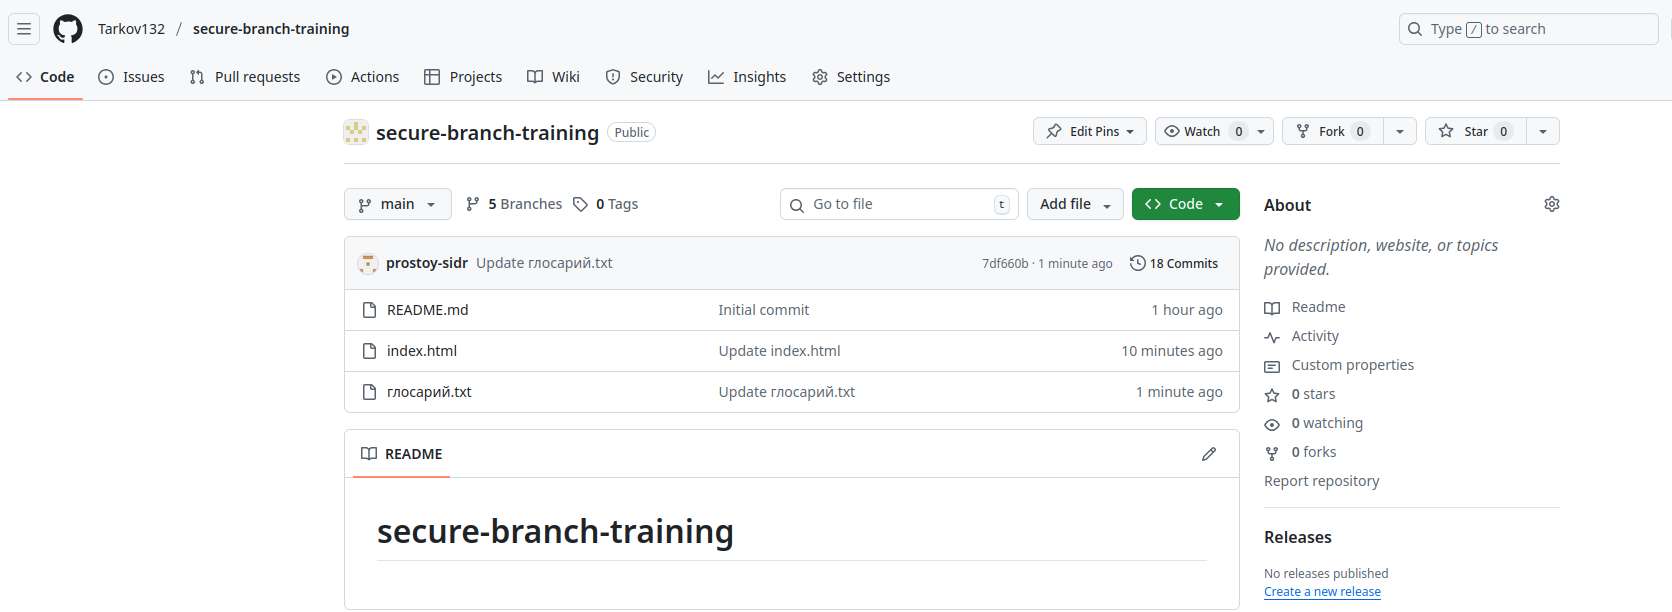 Tarkov132 / secure-branch-training
Type / to search
Code Issues Pull requests Actions Projects Wiki Security Insights Settings
secure-branch-training Public
Edit Pins Watch 0 Fork 0 Star 0
main 5 Branches 0 Tags
Go to file t
Add file
Code
prostoy-sidr Update глосарий.txt 7df660b · 1 minute ago 18 Commits
README.md Initial commit 1 hour ago
index.html Update index.html 10 minutes ago
глосарий.txt Update глосарий.txt 1 minute ago
README
secure-branch-training
About
No description, website, or topics
provided.
Readme
Activity
Custom properties
0 stars
0 watching
0 forks
Report repository
Releases
No releases published
Create a new release